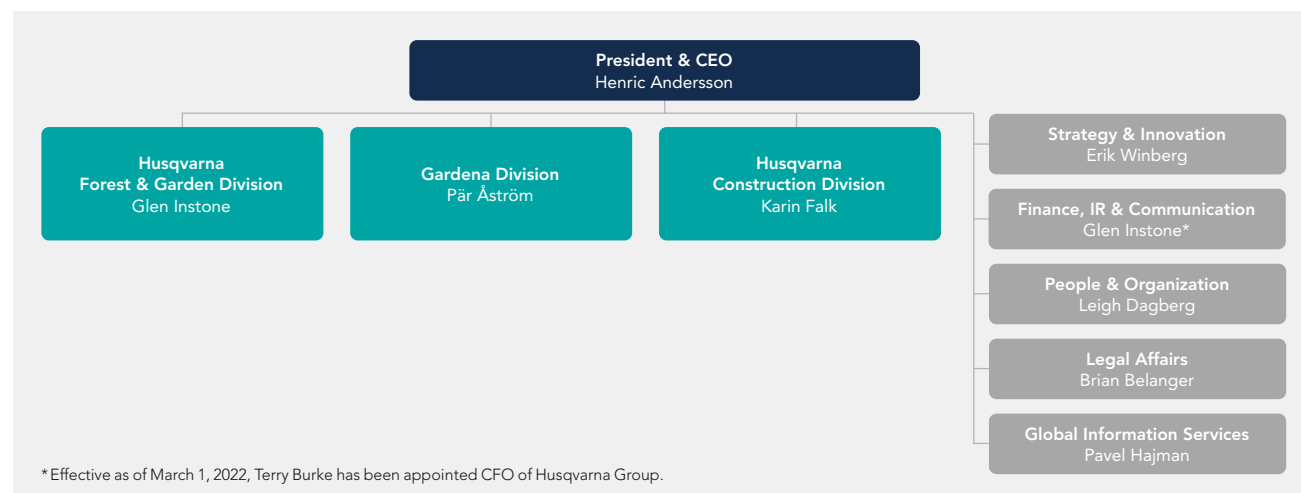 President & CEO
Henric Andersson
Husqvarna
Forest & Garden Division
Glen Instone
Gardena Division
Pär Åström
Husqvarna
Construction Division
Karin Falk
Strategy & Innovation
Erik Winberg
Finance, IR & Communication
Glen Instone*
People & Organization
Leigh Dagberg
Legal Affairs
Brian Belanger
Global Information Services
Pavel Hajman
*Effective as of March 1, 2022, Terry Burke has been appointed CFO of Husqvarna Group.